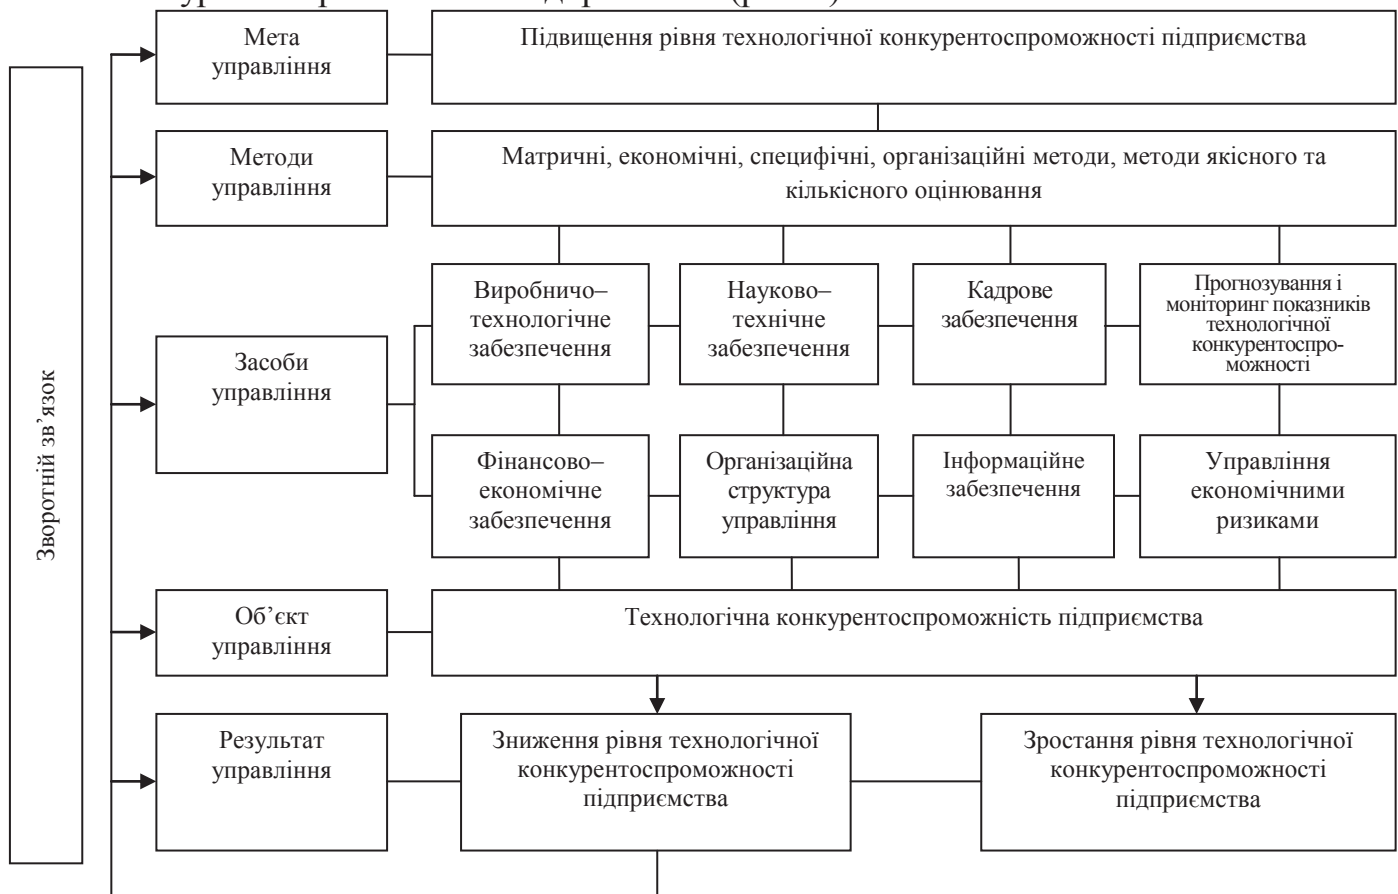 Зворотній зв’язок
Мета
управління
Підвищення рівня технологічної конкурентоспроможності підприємства
Методи
управління
Матричні, економічні, специфічні, організаційні методи, методи якісного та
кількісного оцінювання
Засоби
управління
Виробничо–
технологічне
забезпечення
Науково–
технічне
забезпечення
Кадрове
забезпечення
Прогнозування і
моніторинг показників
технологічної
конкурентоспро-
можності
Фінансово–
економічне
забезпечення
Організаційна
структура
управління
Інформаційне
забезпечення
Управління
економічними
ризиками
Об’єкт
управління
Технологічна конкурентоспроможність підприємства
Результат
управління
Зниження рівня технологічної
конкурентоспроможності
підприємства
Зростання рівня технологічної
конкурентоспроможності
підприємства